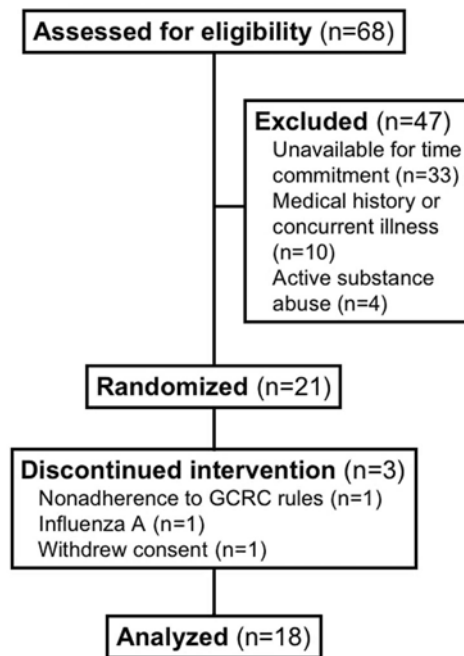 Assessed for eligibility (n=68)
Excluded (n=47)
Unavailable for time
commitment (n=33)
Medical history or
concurrent illness
(n=10)
Active substance
abuse (n=4)
Randomized (n=21)
Discontinued intervention (n=3)
Nonadherence to GCRC rules (n=1)
Influenza A (n=1)
Withdrew consent (n=1)
Analyzed (n=18)